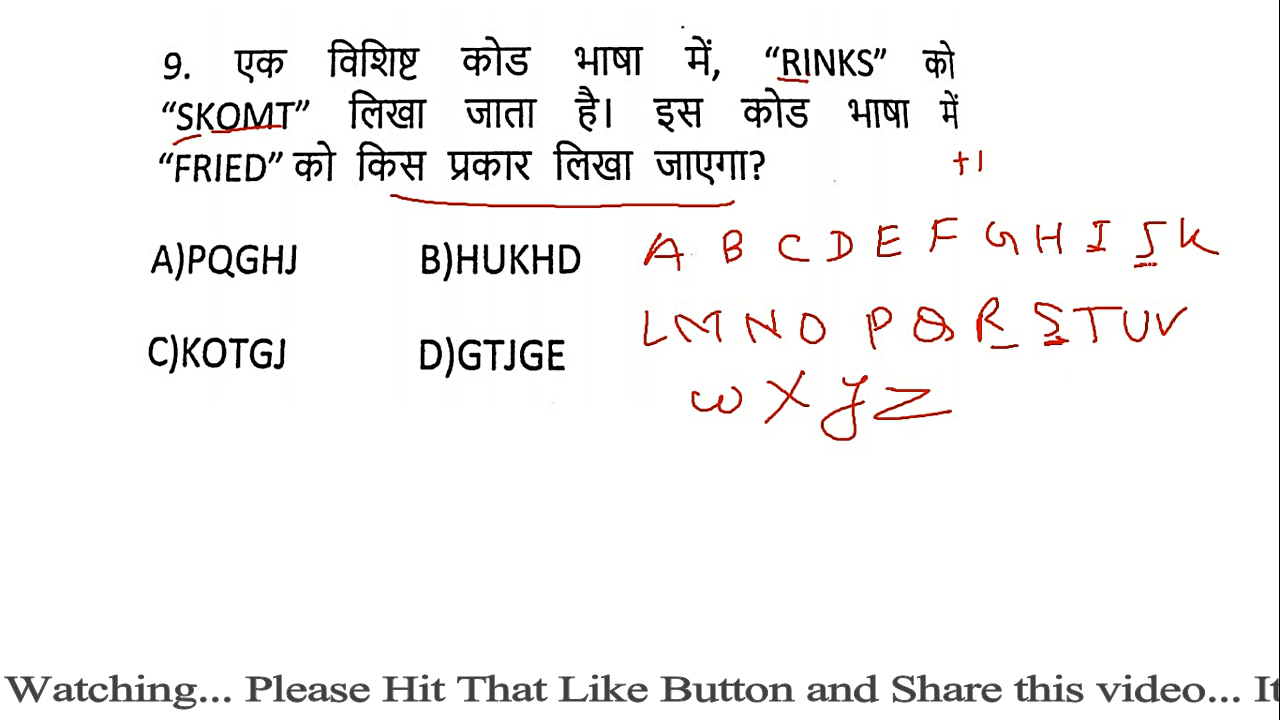 9. एक विशिष्ट कोड भाषा में, “RINKS” को
“SKOMT” लिखा जाता है। इस कोड भाषा में
“FRIED” को किस प्रकार लिखा जाएगा?
+1
A)PQGHJ B)HUKHD
A B C D E F G H I J K
L M N O P Q R S T U V
C)KOTGJ D)GTJGE
W X Y Z
Watching... Please Hit That Like Button and Share this video... It